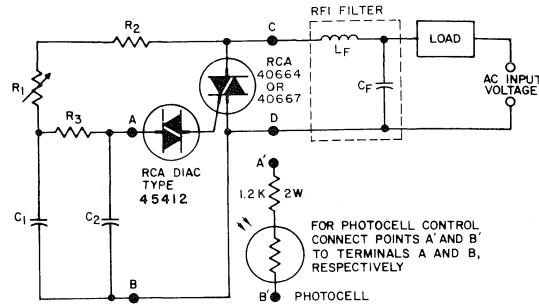 RFI FILTER
R2
C
LF
LOAD
RCA
40664
OR
40667
CF
AC INPUT
VOLTAGE
R1
R3
A
D
RCA DIAC
TYPE
45412
A'
1.2 K
2W
C1
C2
FOR PHOTOCELL CONTROL
CONNECT POINTS A' AND B'
TO TERMINALS A AND B,
RESPECTIVELY
B
B'
PHOTOCELL